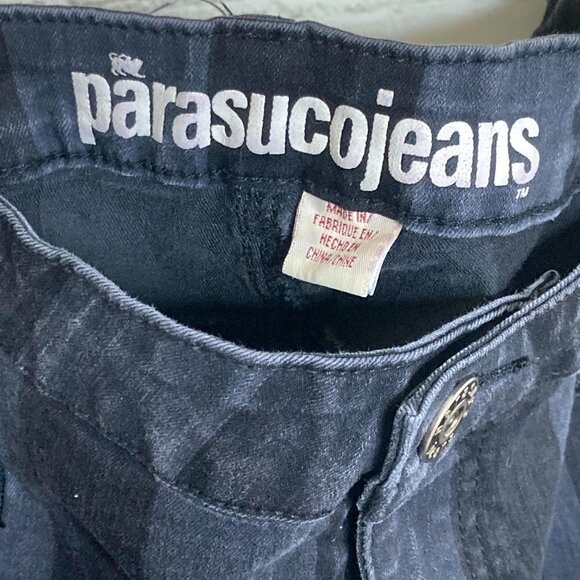 parasucojeans
TM
MADE IN/
FABRIQUE EN/
HECHO EN
CHINA/CHINE